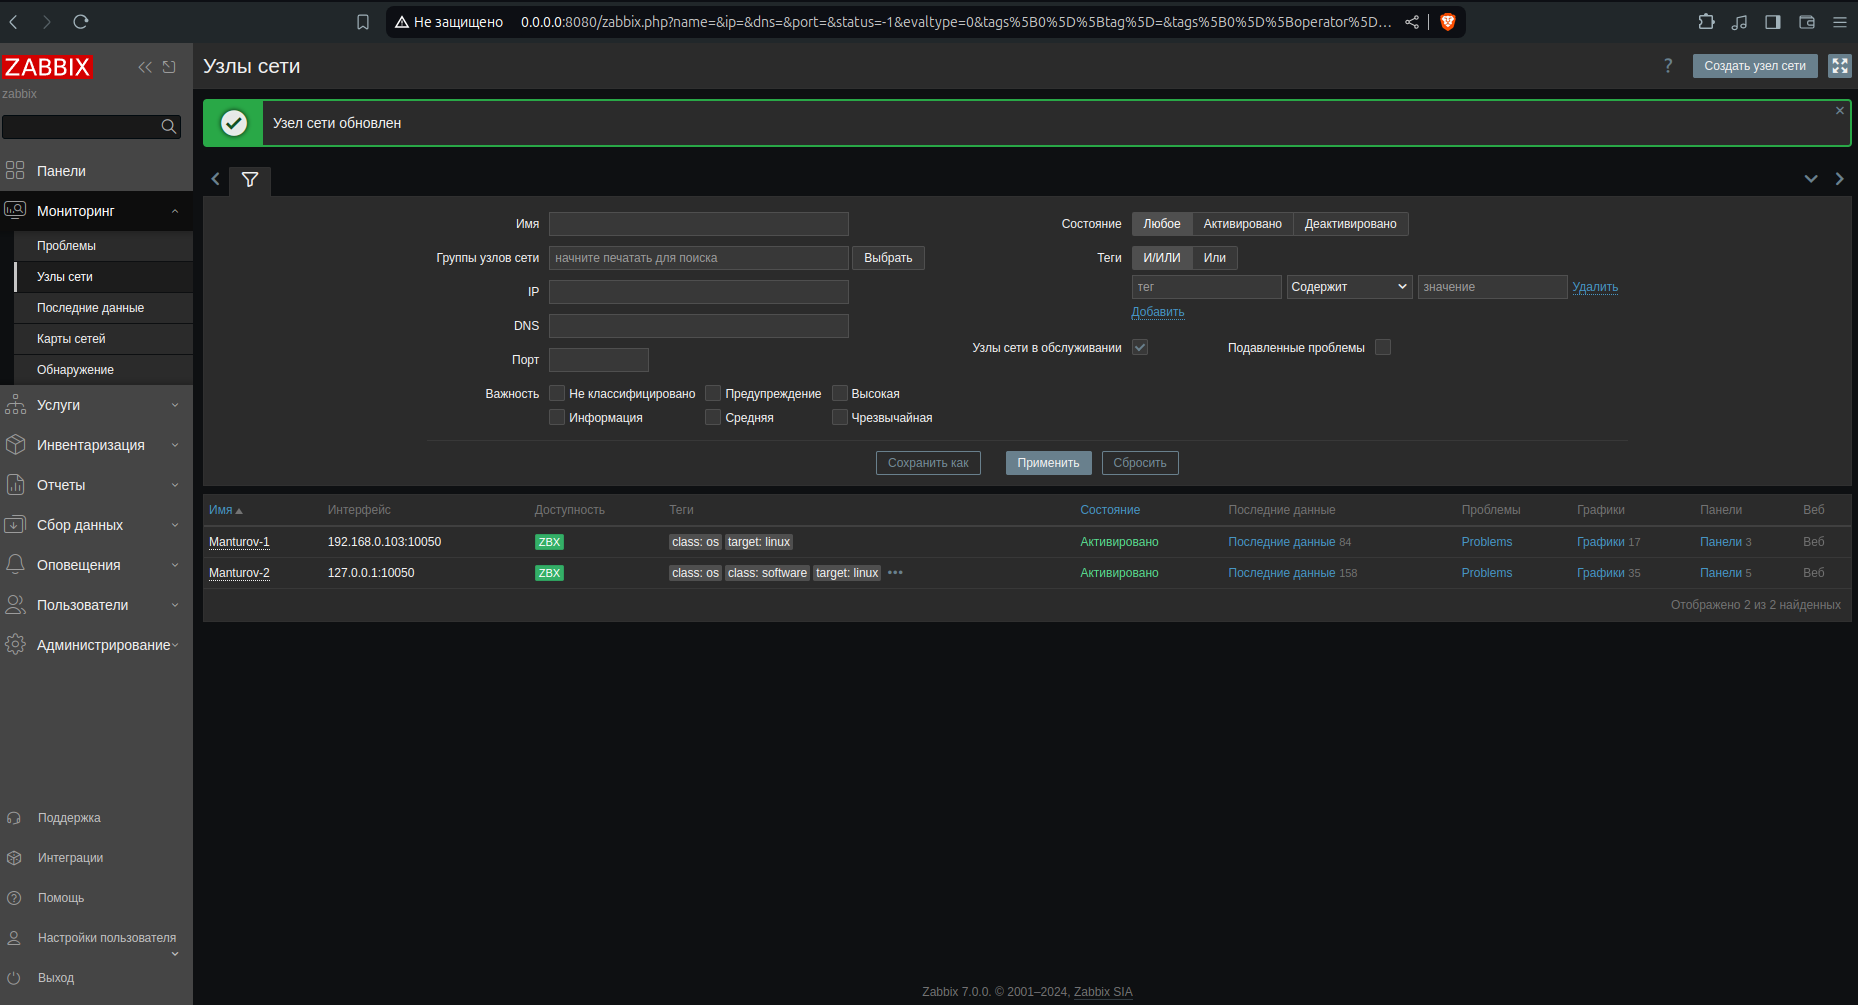 Не защищено 0.0.0.0:8080/zabbix.php?name=&ip=&dns=&port=&status=-1&evaltype=0&tags%5B0%5D%5Btag%5D=&tags%5B0%5D%5Boperator%5D...
ZABBIX
zabbix
Панели
Мониторинг
Проблемы
Узлы сети
Последние данные
Карты сетей
Обнаружение
Услуги
Инвентаризация
Отчеты
Сбор данных
Оповещения
Пользователи
Администрирование
Поддержка
Интеграции
Помощь
Настройки пользователя
Выход
Узлы сети
? Создать узел сети
Узел сети обновлен
Имя
Группы узлов сети начните печатать для поиска Выбрать
IP
DNS
Порт
Важность Не классифицировано Предупреждение Высокая
Информация Средняя Чрезвычайная
Состояние Любое Активировано Деактивировано
Теги И/ИЛИ Или
тег Содержит значение Удалить
Добавить
Узлы сети в обслуживании Подавленные проблемы
Сохранить как Применить Сбросить
Имя Интерфейс Доступность Теги Состояние Последние данные Проблемы Графики Панели Веб
Manturov-1 192.168.0.103:10050 ZBX class: os target: linux Активировано Последние данные 84 Problems Графики 17 Панели 3 Веб
Manturov-2 127.0.0.1:10050 ZBX class: os class: software target: linux ••• Активировано Последние данные 158 Problems Графики 35 Панели 5 Веб
Отображено 2 из 2 найденных
Zabbix 7.0.0. © 2001–2024, Zabbix SIA